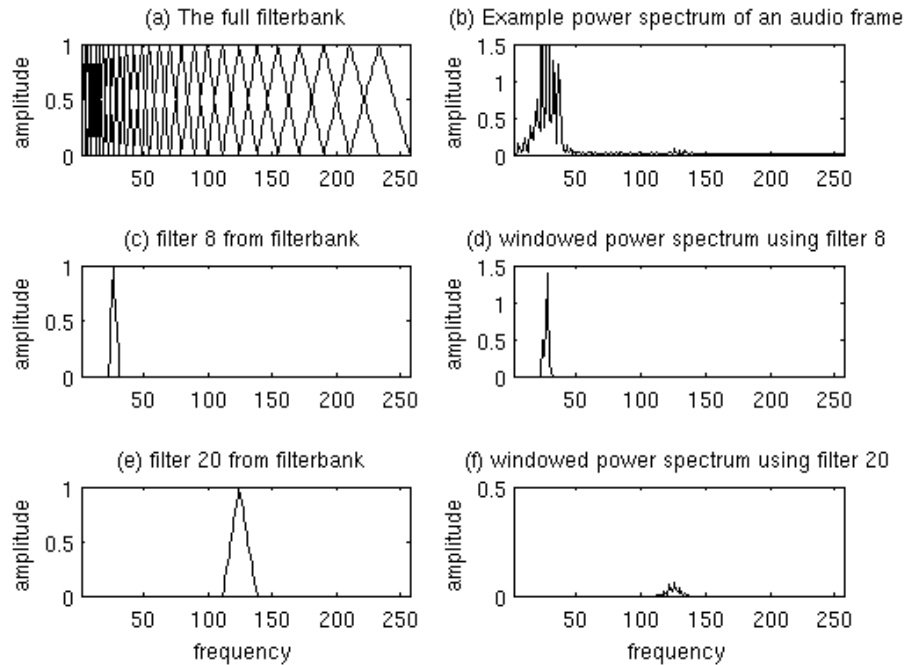 (a) The full filterbank
1
0.5
0
amplitude
50 100 150 200 250
(b) Example power spectrum of an audio frame
1.5
1
0.5
0
amplitude
50 100 150 200 250
(c) filter 8 from filterbank
1
0.5
0
amplitude
50 100 150 200 250
(d) windowed power spectrum using filter 8
1.5
1
0.5
0
amplitude
50 100 150 200 250
(e) filter 20 from filterbank
1
0.5
0
amplitude
50 100 150 200 250
frequency
(f) windowed power spectrum using filter 20
0.5
0
amplitude
50 100 150 200 250
frequency